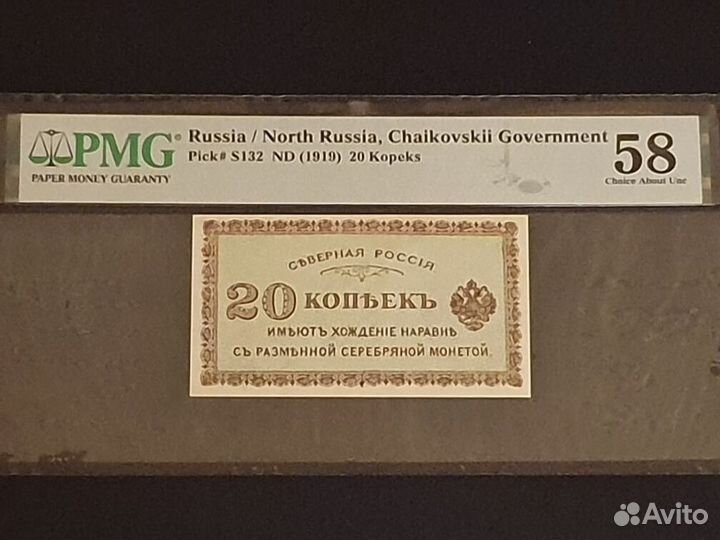 PMG
PAPER MONEY GUARANTY
Russia / North Russia, Chaikovskii Government
Pick# S132 ND (1919) 20 Kopeks
58
Choice About Unc
СѢВЕРНАЯ РОССІЯ
20 КОПѢЕКЪ
ИМѢЮТЪ ХОЖДЕНІЕ НАРАВНѢ
СЪ РАЗМѢННОЙ СЕРЕБРЯНОЙ МОНЕТОЙ.
Avito